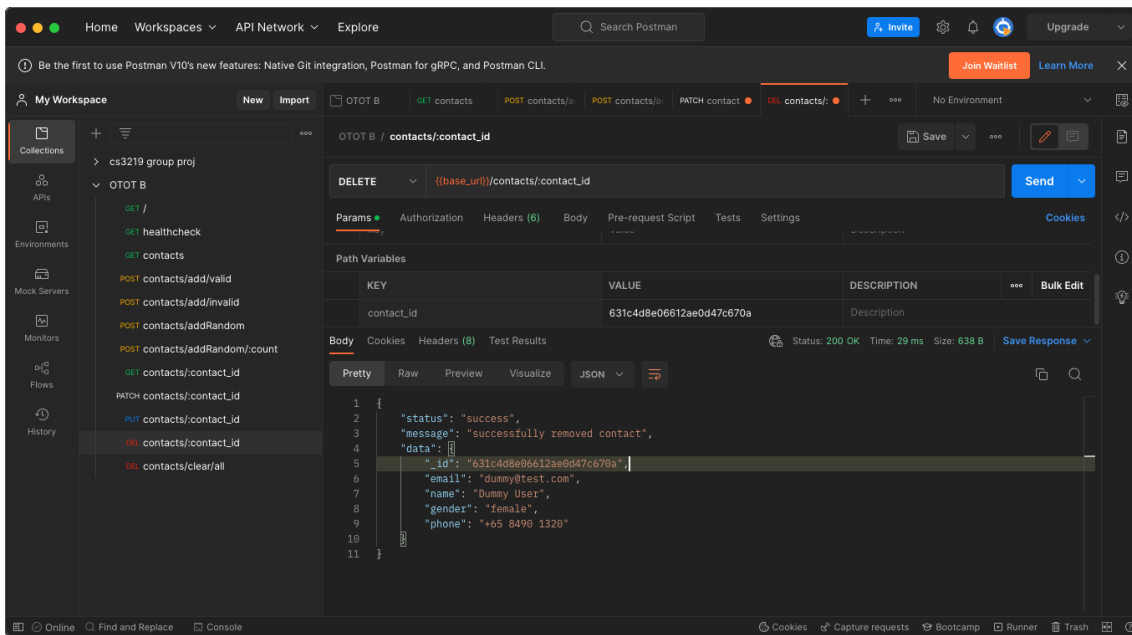 Home Workspaces API Network Explore Search Postman Invite Upgrade
Be the first to use Postman V10's new features: Native Git integration, Postman for gRPC, and Postman CLI. Join Waitlist Learn More
My Workspace New Import
OTOT B GET contacts POST contacts/a POST contacts/a PATCH contact DEL contacts/: No Environment
Collections
APIs
Environments
Mock Servers
Monitors
Flows
History
cs3219 group proj
OTOT B
GET /
GET healthcheck
GET contacts
POST contacts/add/valid
POST contacts/add/invalid
POST contacts/addRandom
POST contacts/addRandom/:count
GET contacts/:contact_id
PATCH contacts/:contact_id
PUT contacts/:contact_id
DEL contacts/:contact_id
DEL contacts/clear/all
OTOT B / contacts/:contact_id Save
DELETE {{base_url}}/contacts/:contact_id Send
Params Authorization Headers (6) Body Pre-request Script Tests Settings Cookies
Path Variables
KEY VALUE DESCRIPTION Bulk Edit
contact_id 631c4d8e06612ae0d47c670a Description
Body Cookies Headers (8) Test Results Status: 200 OK Time: 29 ms Size: 638 B Save Response
Pretty Raw Preview Visualize JSON
1 {
2 "status": "success",
3 "message": "successfully removed contact",
4 "data": {
5 "_id": "631c4d8e06612ae0d47c670a",
6 "email": "dummy@test.com",
7 "name": "Dummy User",
8 "gender": "female",
9 "phone": "+65 8490 1320"
10 }
11 }
Online Find and Replace Console Cookies Capture requests Bootcamp Runner Trash